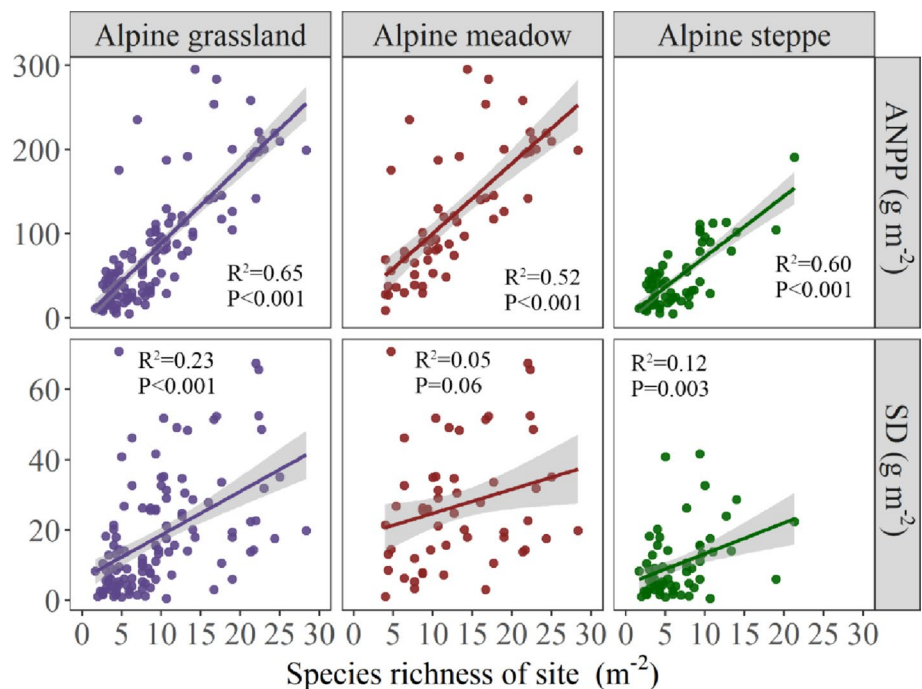 Alpine grassland Alpine meadow Alpine steppe
300
200
100
0
R²=0.65
P<0.001
R²=0.52
P<0.001
R²=0.60
P<0.001
ANPP (g m⁻²)
60
40
20
0
R²=0.23
P<0.001
R²=0.05
P=0.06
R²=0.12
P=0.003
SD (g m⁻²)
0 5 10 15 20 25 30 0 5 10 15 20 25 30 0 5 10 15 20 25 30
Species richness of site (m⁻²)